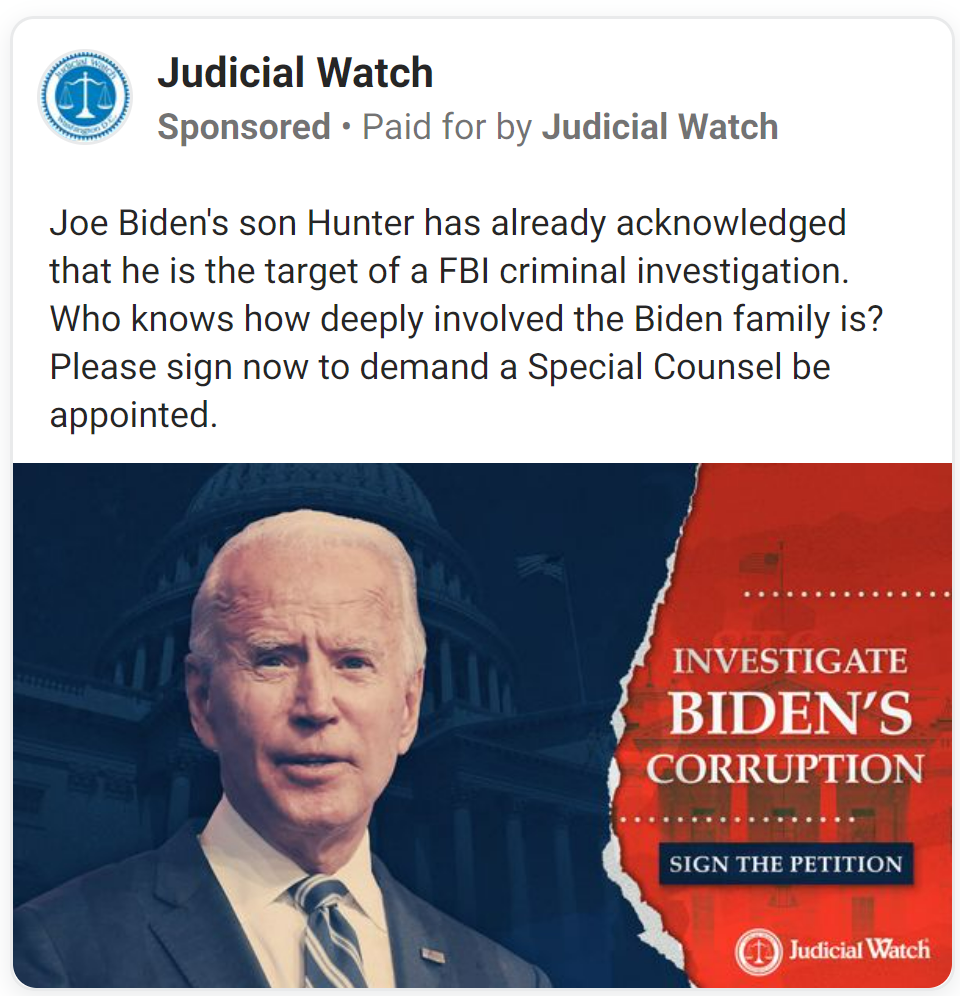 Judicial Watch
Sponsored • Paid for by Judicial Watch
Joe Biden's son Hunter has already acknowledged
that he is the target of a FBI criminal investigation.
Who knows how deeply involved the Biden family is?
Please sign now to demand a Special Counsel be
appointed.
INVESTIGATE
BIDEN'S
CORRUPTION
SIGN THE PETITION
Judicial Watch